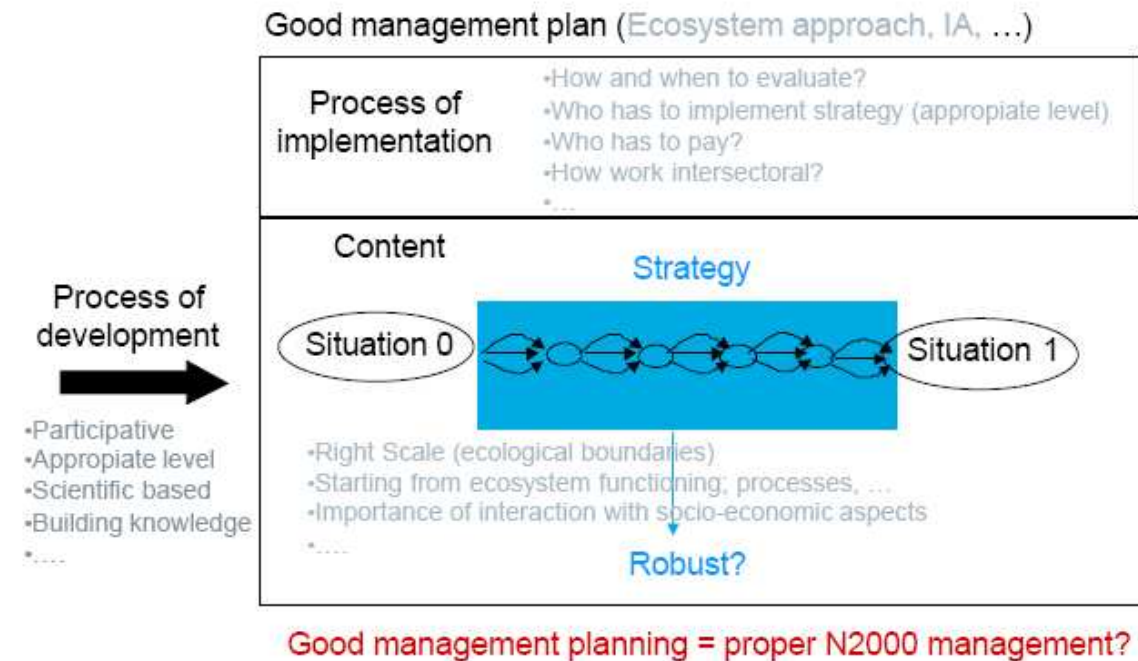 Good management plan (Ecosystem approach, IA, …)
Process of
implementation
•How and when to evaluate?
•Who has to implement strategy (appropiate level)
•Who has to pay?
•How work intersectoral?
•…
Process of
development
•Participative
•Appropiate level
•Scientific based
•Building knowledge
•….
Content
Strategy
Situation 0
Situation 1
•Right Scale (ecological boundaries)
•Starting from ecosystem functioning; processes, …
•Importance of interaction with socio-economic aspects
•….
Robust?
Good management planning = proper N2000 management?